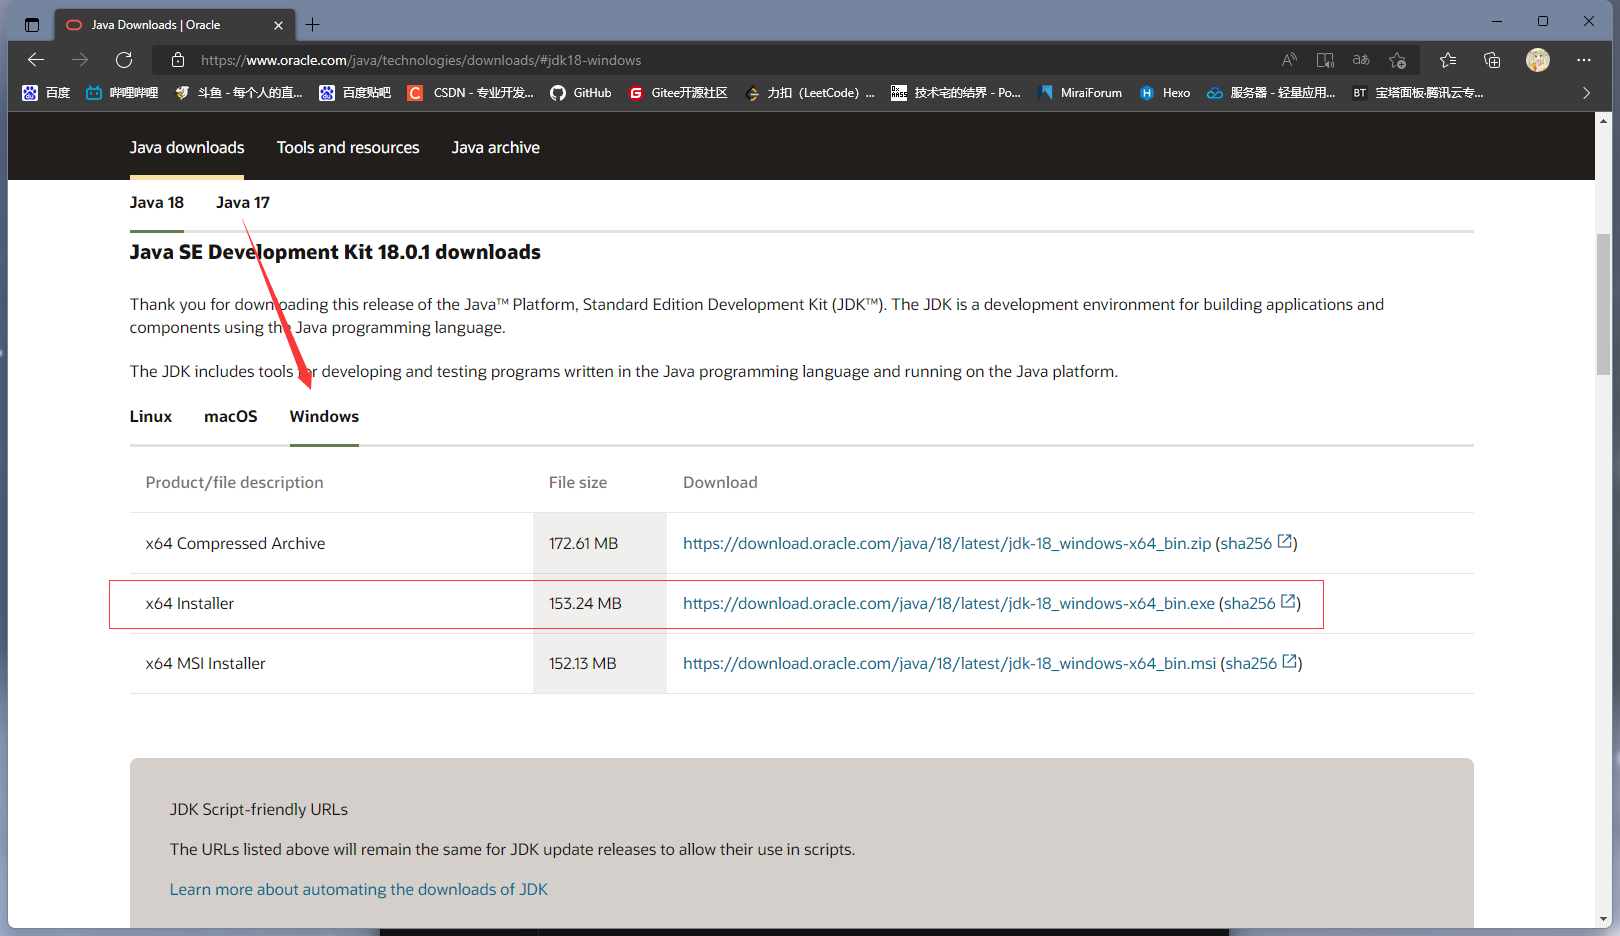 Java Downloads | Oracle
https://www.oracle.com/java/technologies/downloads/#jdk18-windows
百度
哔哩哔哩
斗鱼 - 每个人的直...
百度贴吧
CSDN - 专业开发...
GitHub
Gitee开源社区
力扣 (LeetCode) ...
技术宅的结界 - Po...
MiraiForum
Hexo
服务器 - 轻量应用...
BT 宝塔面板·腾讯云专...
Java downloads Tools and resources Java archive
Java 18 Java 17
Java SE Development Kit 18.0.1 downloads
Thank you for downloading this release of the Java™ Platform, Standard Edition Development Kit (JDK™). The JDK is a development environment for building applications and
components using the Java programming language.
The JDK includes tools for developing and testing programs written in the Java programming language and running on the Java platform.
Linux macOS Windows
Product/file description File size Download
x64 Compressed Archive 172.61 MB https://download.oracle.com/java/18/latest/jdk-18_windows-x64_bin.zip (sha256)
x64 Installer 153.24 MB https://download.oracle.com/java/18/latest/jdk-18_windows-x64_bin.exe (sha256)
x64 MSI Installer 152.13 MB https://download.oracle.com/java/18/latest/jdk-18_windows-x64_bin.msi (sha256)
JDK Script-friendly URLs
The URLs listed above will remain the same for JDK update releases to allow their use in scripts.
Learn more about automating the downloads of JDK